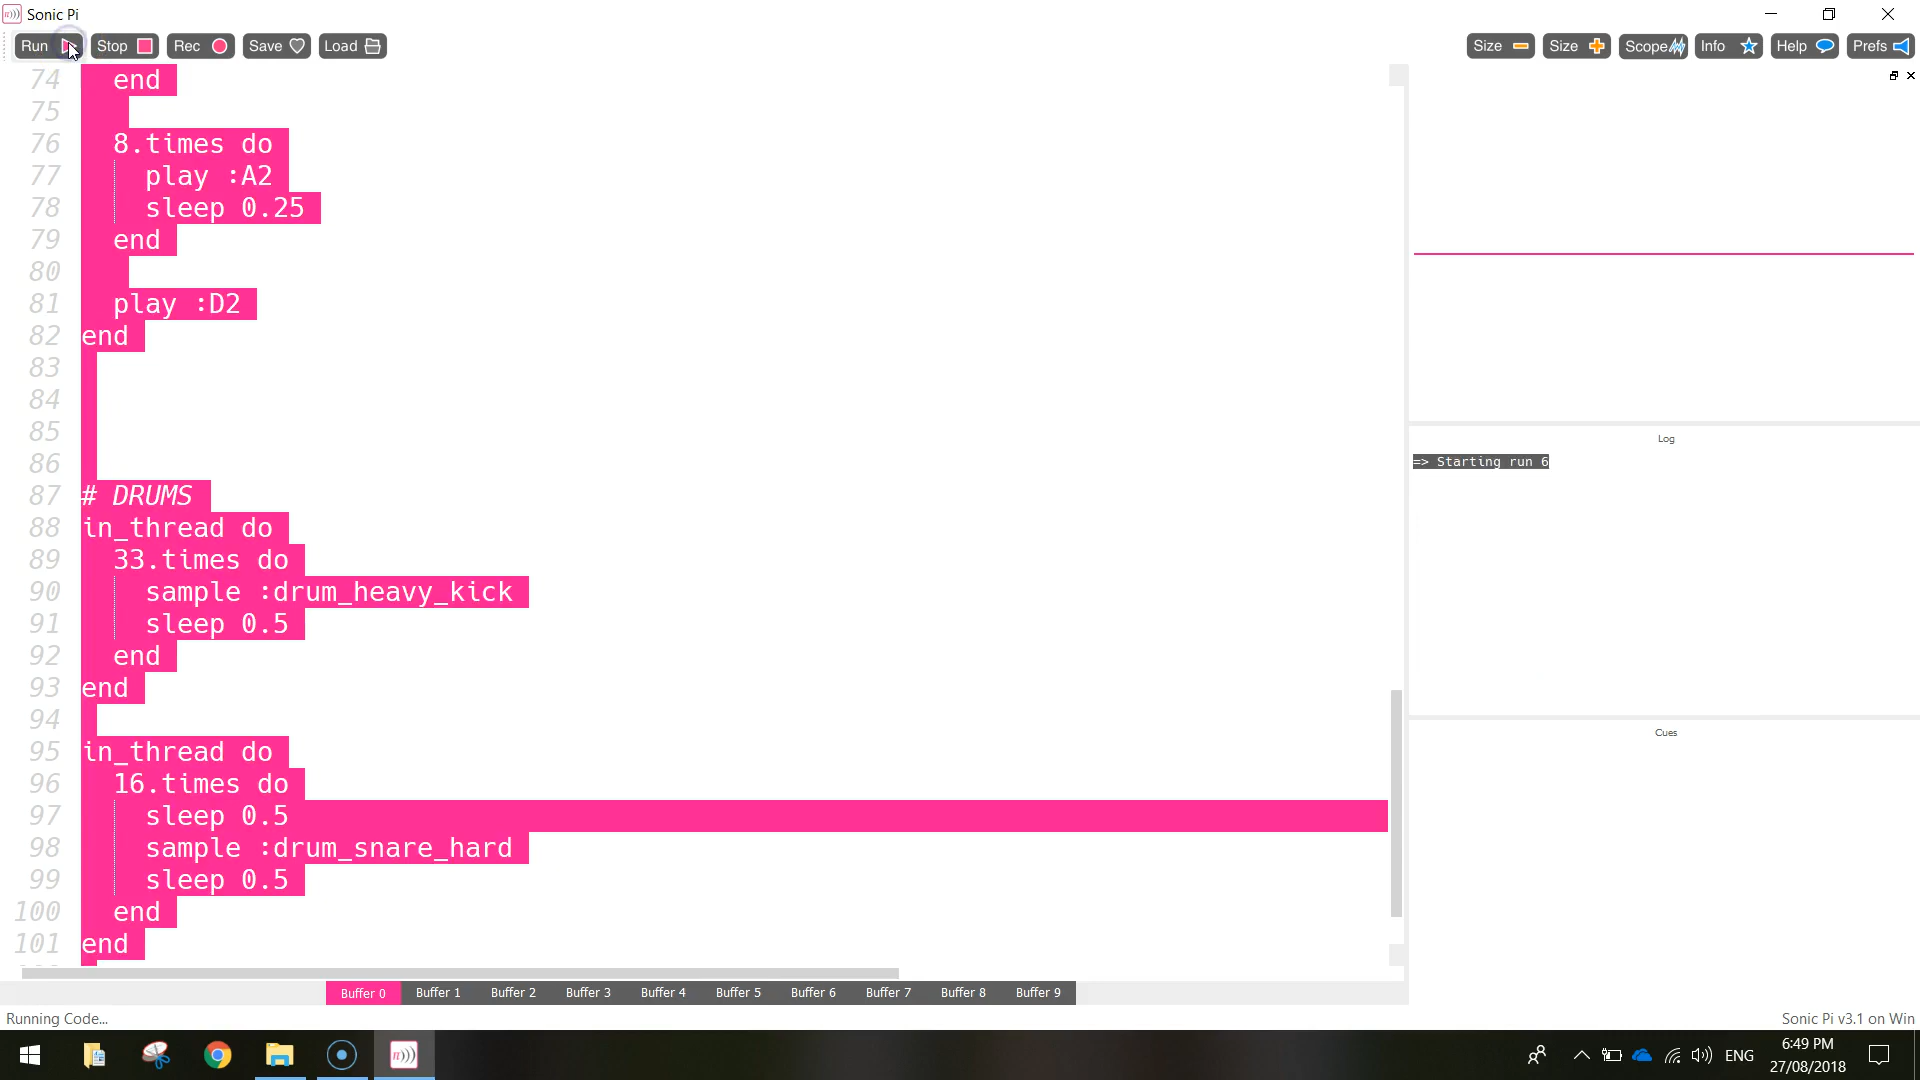 Sonic Pi
Run Stop Rec Save Load Size Size Scope Info Help Prefs
74 end
75
76 8.times do
77 play :A2
78 sleep 0.25
79 end
80
81 play :D2
82 end
83
84
85
86
87 # DRUMS
88 in_thread do
89 33.times do
90 sample :drum_heavy_kick
91 sleep 0.5
92 end
93 end
94
95 in_thread do
96 16.times do
97 sleep 0.5
98 sample :drum_snare_hard
99 sleep 0.5
100 end
101 end
Log
=> Starting run 6
Cues
Buffer 0 Buffer 1 Buffer 2 Buffer 3 Buffer 4 Buffer 5 Buffer 6 Buffer 7 Buffer 8 Buffer 9
Running Code...
Sonic Pi v3.1 on Win
ENG
6:49 PM
27/08/2018